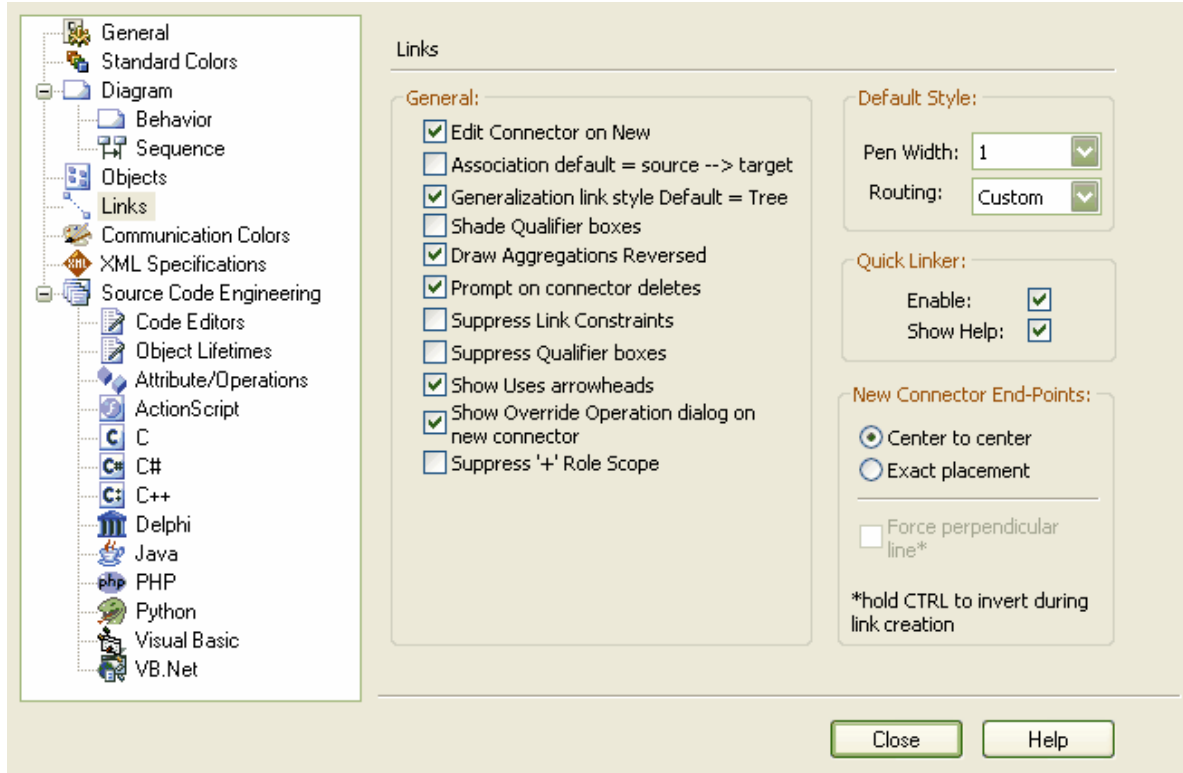 General
Standard Colors
Diagram
Behavior
Sequence
Objects
Links
Communication Colors
XML Specifications
Source Code Engineering
Code Editors
Object Lifetimes
Attribute/Operations
ActionScript
C
C#
C++
Delphi
Java
php PHP
Python
Visual Basic
VB.Net
Links
General:
Edit Connector on New
Association default = source --> target
Generalization link style Default = Tree
Shade Qualifier boxes
Draw Aggregations Reversed
Prompt on connector deletes
Suppress Link Constraints
Suppress Qualifier boxes
Show Uses arrowheads
Show Override Operation dialog on
new connector
Suppress '+' Role Scope
Default Style:
Pen Width: 1
Routing: Custom
Quick Linker:
Enable:
Show Help:
New Connector End-Points:
Center to center
Exact placement
Force perpendicular
line*
*hold CTRL to invert during
link creation
Close
Help